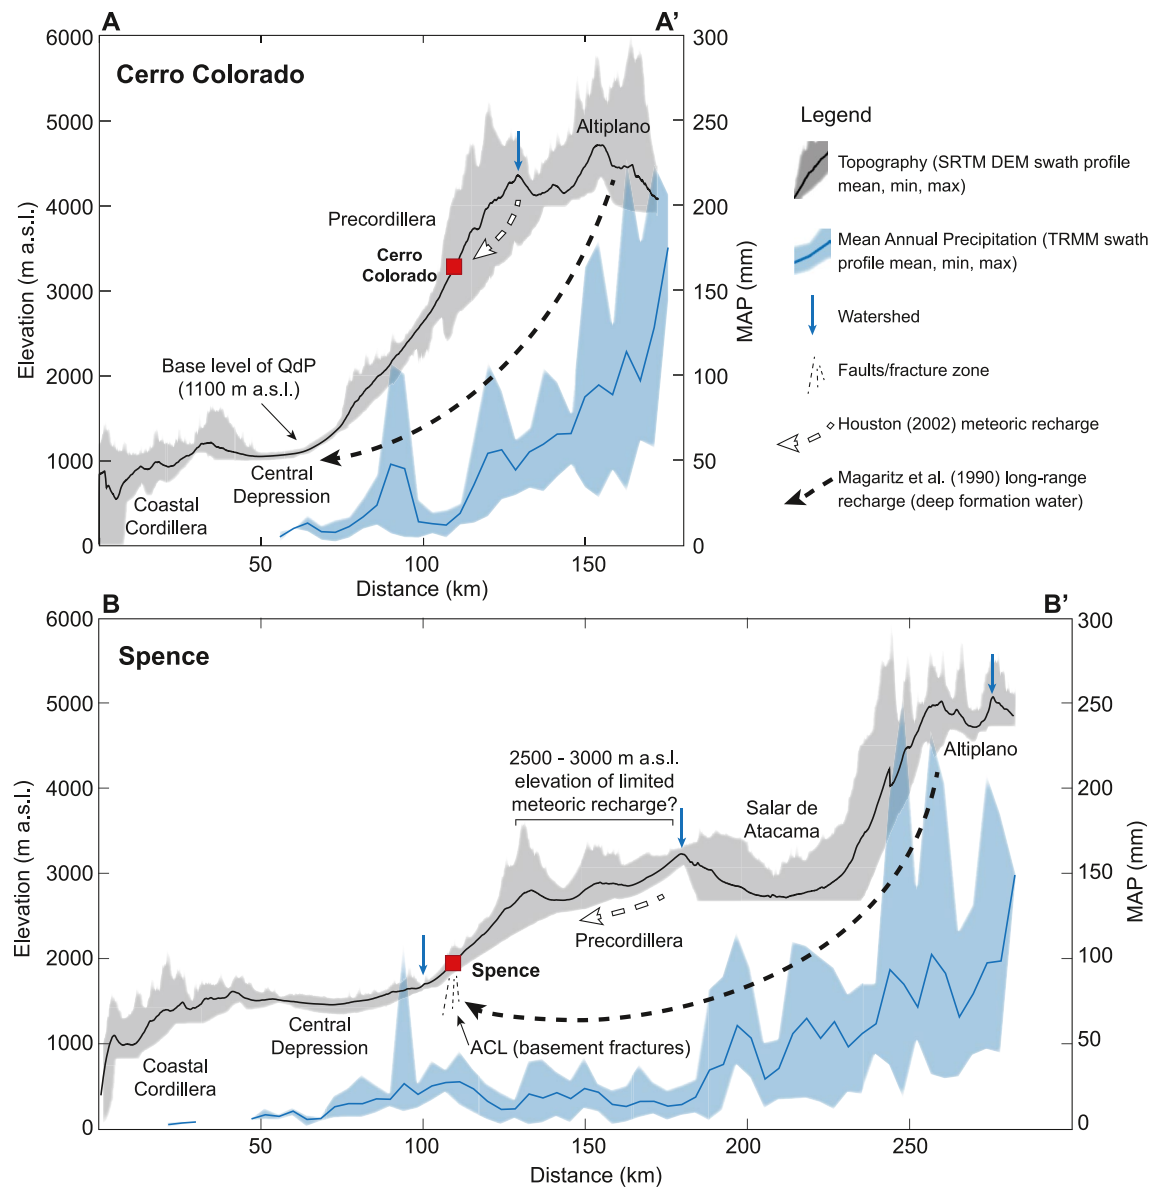 A
A’
6000
5000
4000
3000
2000
1000
0
Elevation (m a.s.l.)
Cerro Colorado
Altiplano
Precordillera
Cerro
Colorado
Base level of QdP
(1100 m a.s.l.)
Central
Depression
Coastal
Cordillera
300
250
200
150
100
50
0
MAP (mm)
50
100
150
Distance (km)
Legend
Topography (SRTM DEM swath profile
mean, min, max)
Mean Annual Precipitation (TRMM swath
profile mean, min, max)
Watershed
Faults/fracture zone
Houston (2002) meteoric recharge
Magaritz et al. (1990) long-range
recharge (deep formation water)
B
B’
6000
5000
4000
3000
2000
1000
0
Elevation (m a.s.l.)
Spence
Altiplano
2500 - 3000 m a.s.l.
elevation of limited
meteoric recharge?
Salar de
Atacama
Precordillera
Spence
ACL (basement fractures)
Central
Depression
Coastal
Cordillera
300
250
200
150
100
50
0
MAP (mm)
50
100
150
200
250
Distance (km)